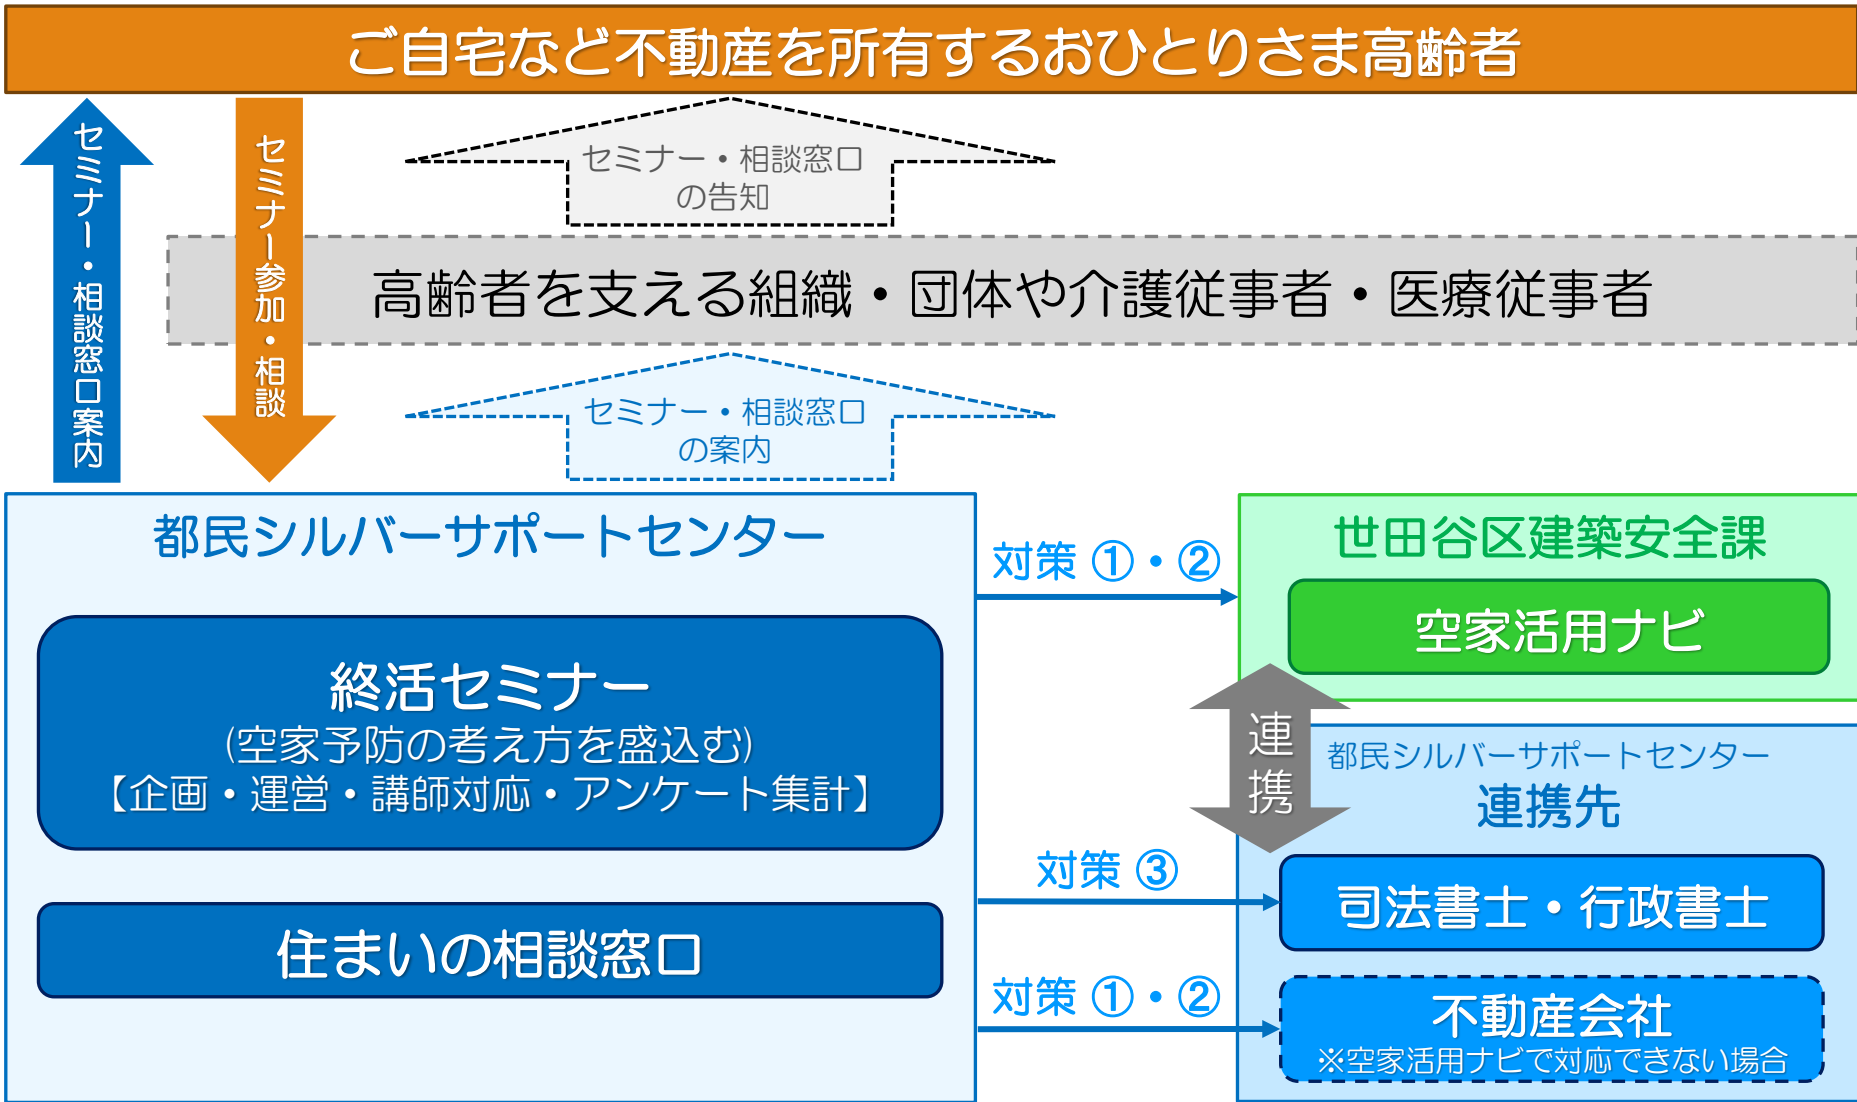 ご自宅など不動産を所有するおひとりさま高齢者
セミナー・相談窓口案内
セミナー参加・相談
セミナー・相談窓口
の告知
高齢者を支える組織・団体や介護従事者・医療従事者
セミナー・相談窓口
の案内
都民シルバーサポートセンター
終活セミナー
(空家予防の考え方を盛込む)
【企画・運営・講師対応・アンケート集計】
住まいの相談窓口
対策 ①・②
世田谷区建築安全課
空家活用ナビ
連携
都民シルバーサポートセンター
連携先
対策 ③
司法書士・行政書士
対策 ①・②
不動産会社
※空家活用ナビで対応できない場合